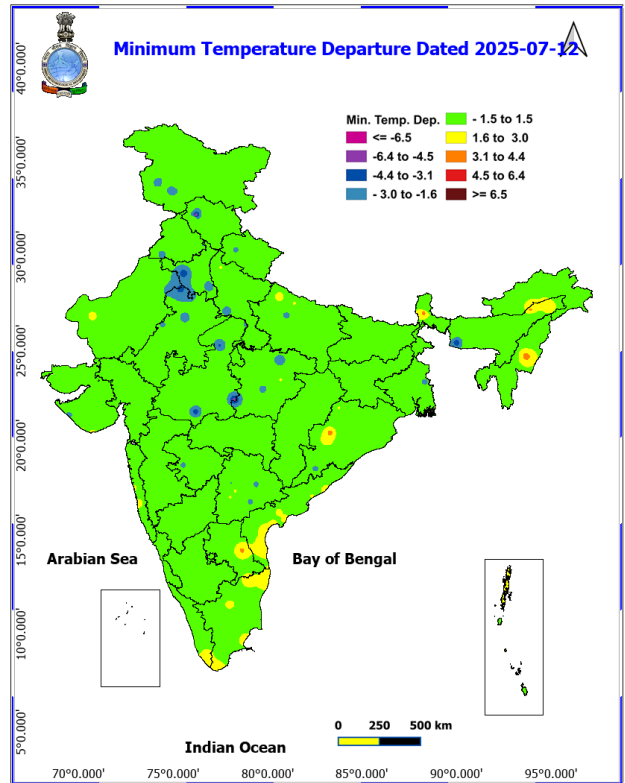 Minimum Temperature Departure Dated 2025-07-12
Min. Temp. Dep.
<= -6.5
-6.4 to -4.5
-4.4 to -3.1
- 3.0 to -1.6
- 1.5 to 1.5
1.6 to 3.0
3.1 to 4.4
4.5 to 6.4
>= 6.5
40°0.000'
35°0.000'
30°0.000'
25°0.000'
20°0.000'
15°0.000'
10°0.000'
5°0.000'
Arabian Sea
Bay of Bengal
0 250 500 km
Indian Ocean
70°0.000' 75°0.000' 80°0.000' 85°0.000' 90°0.000' 95°0.000'